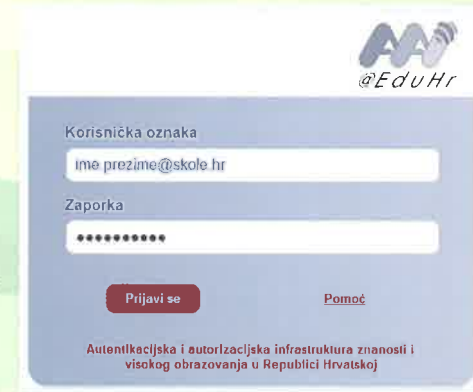 AAI
@EduHr
Korisnička oznaka
ime.prezime@skole.hr
Zaporka
••••••••••
Prijavi se
Pomoć
Autentikacijska i autorizacijska infrastruktura znanosti i
visokog obrazovanja u Republici Hrvatskoj